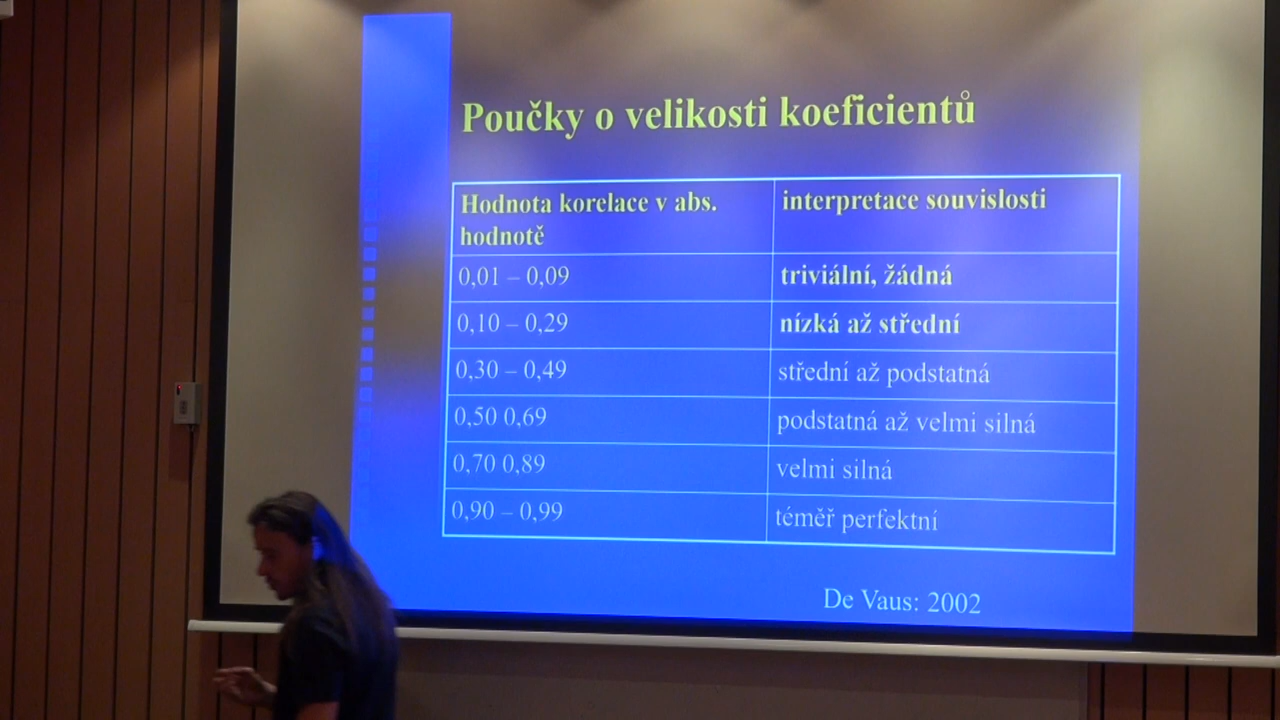 Poučky o velikosti koeficientů
Hodnota korelace v abs. interpretace souvislosti
hodnotě
0,01 – 0,09 triviální, žádná
0,10 – 0,29 nízká až střední
0,30 – 0,49 střední až podstatná
0,50 0,69 podstatná až velmi silná
0,70 0,89 velmi silná
0,90 – 0,99 téměř perfektní
De Vaus: 2002